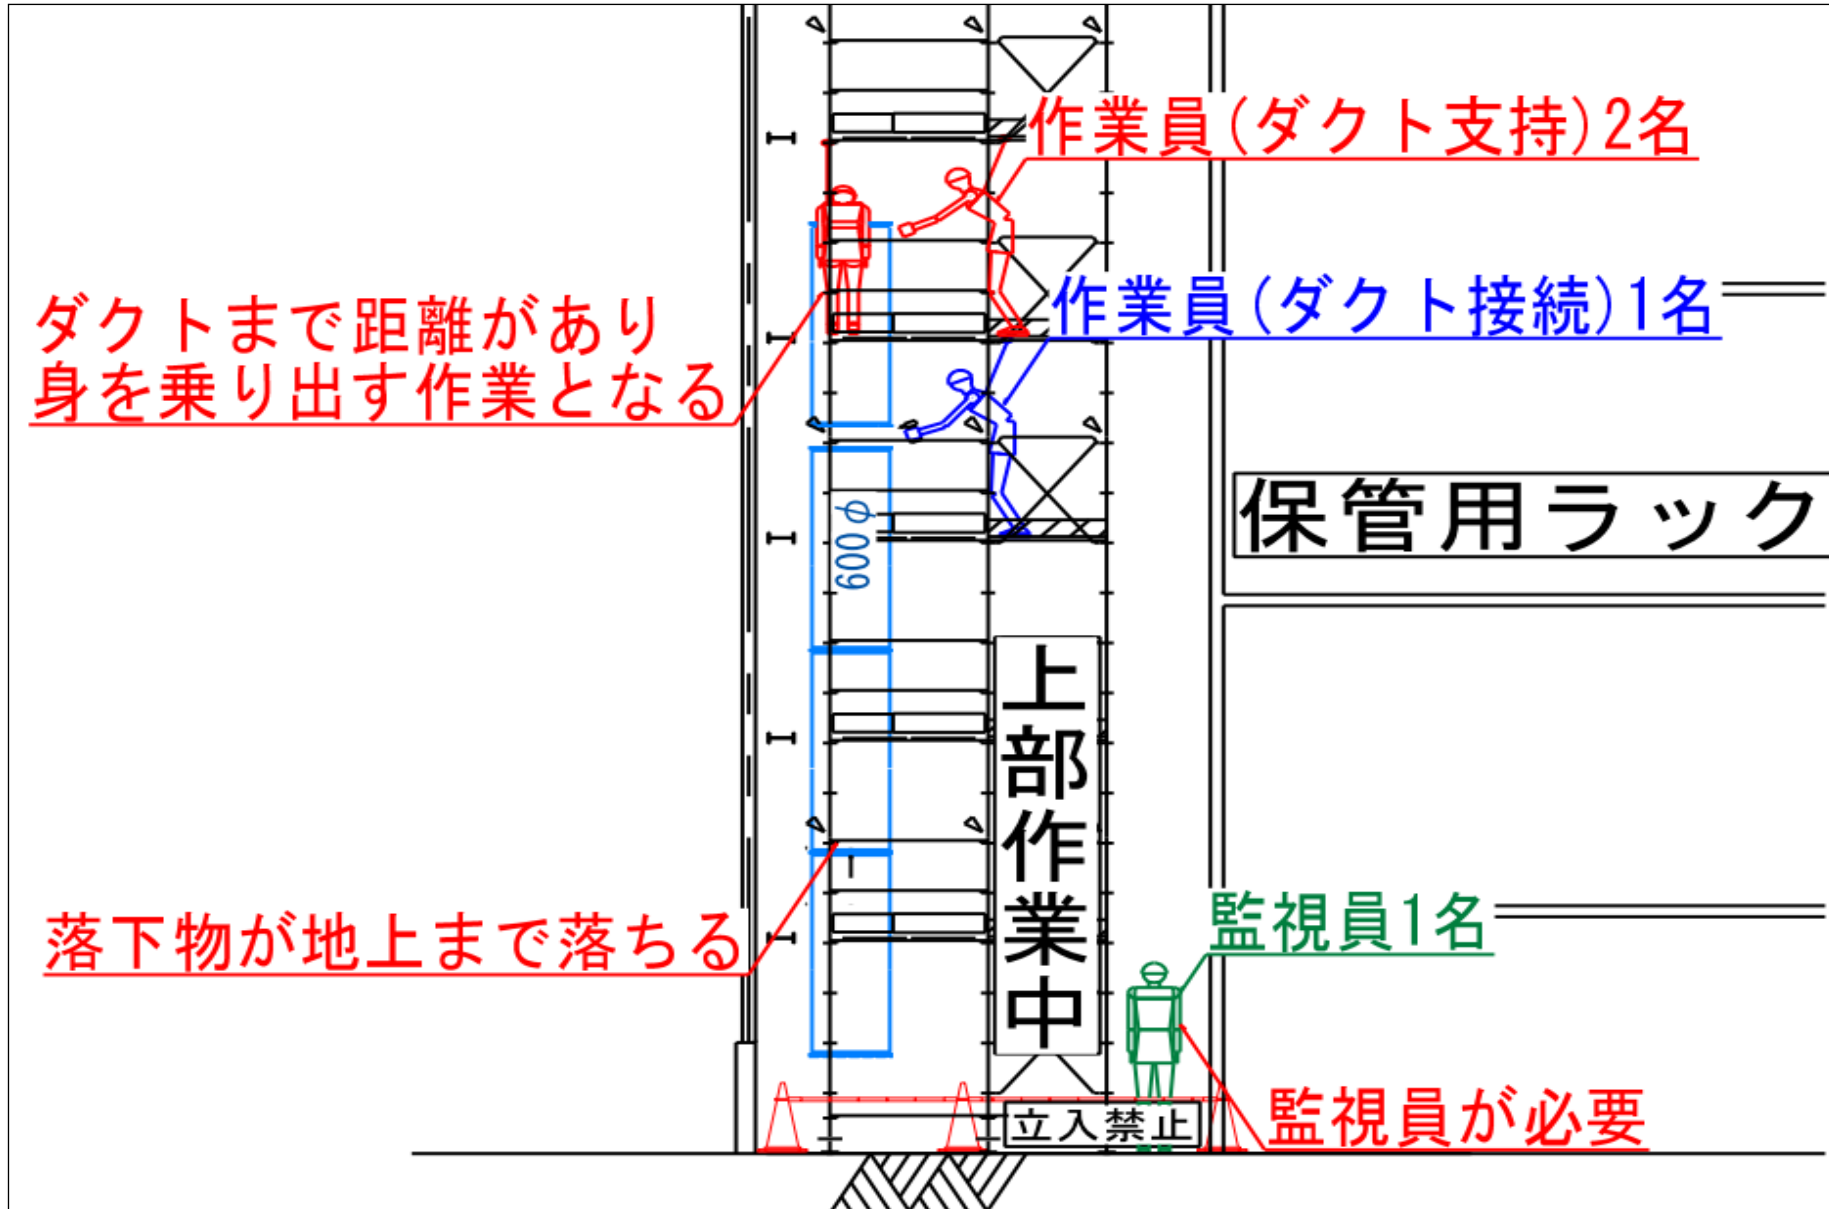 作業員(ダクト支持)2名
作業員(ダクト接続)1名
ダクトまで距離があり
身を乗り出す作業となる
保管用ラック
600φ
上部作業中
落下物が地上まで落ちる
監視員1名
監視員が必要
立入禁止